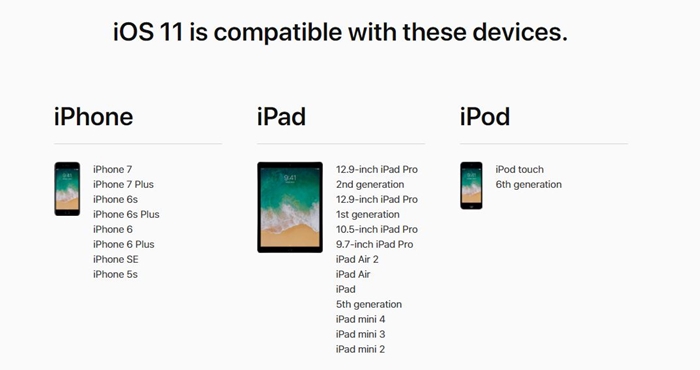 iOS 11 is compatible with these devices.
iPhone
iPhone 7
iPhone 7 Plus
iPhone 6s
iPhone 6s Plus
iPhone 6
iPhone 6 Plus
iPhone SE
iPhone 5s
iPad
12.9-inch iPad Pro
2nd generation
12.9-inch iPad Pro
1st generation
10.5-inch iPad Pro
9.7-inch iPad Pro
iPad Air 2
iPad Air
iPad
5th generation
iPad mini 4
iPad mini 3
iPad mini 2
iPod
iPod touch
6th generation
9:41